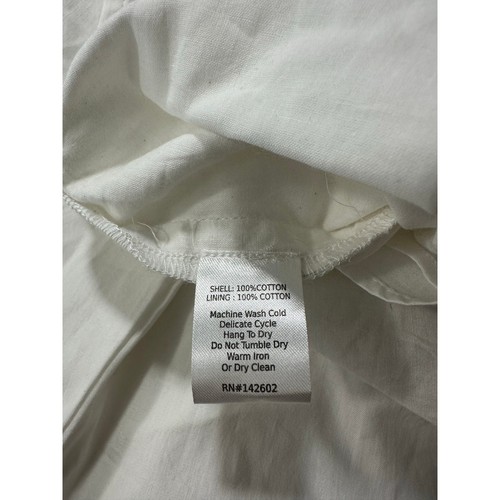 SHELL: 100%COTTON
LINING : 100% COTTON
Machine Wash Cold
Delicate Cycle
Hang To Dry
Do Not Tumble Dry
Warm Iron
Or Dry Clean
RN#142602